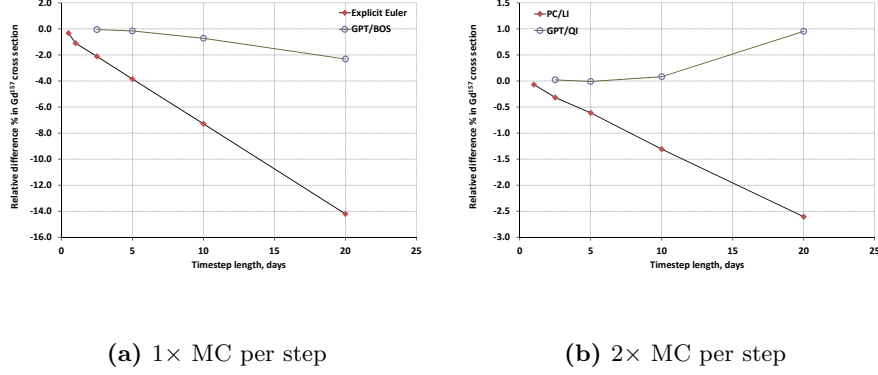 Relative difference % in Gd157 cross section
2.0
0.0
-2.0
-4.0
-6.0
-8.0
-10.0
-12.0
-14.0
-16.0
Explicit Euler
GPT/BOS
0 5 10 15 20 25
Timestep length, days
(a) 1× MC per step
Relative difference % in Gd157 cross section
1.5
1.0
0.5
0.0
-0.5
-1.0
-1.5
-2.0
-2.5
-3.0
PC/LI
GPT/QI
0 5 10 15 20 25
Timestep length, days
(b) 2× MC per step